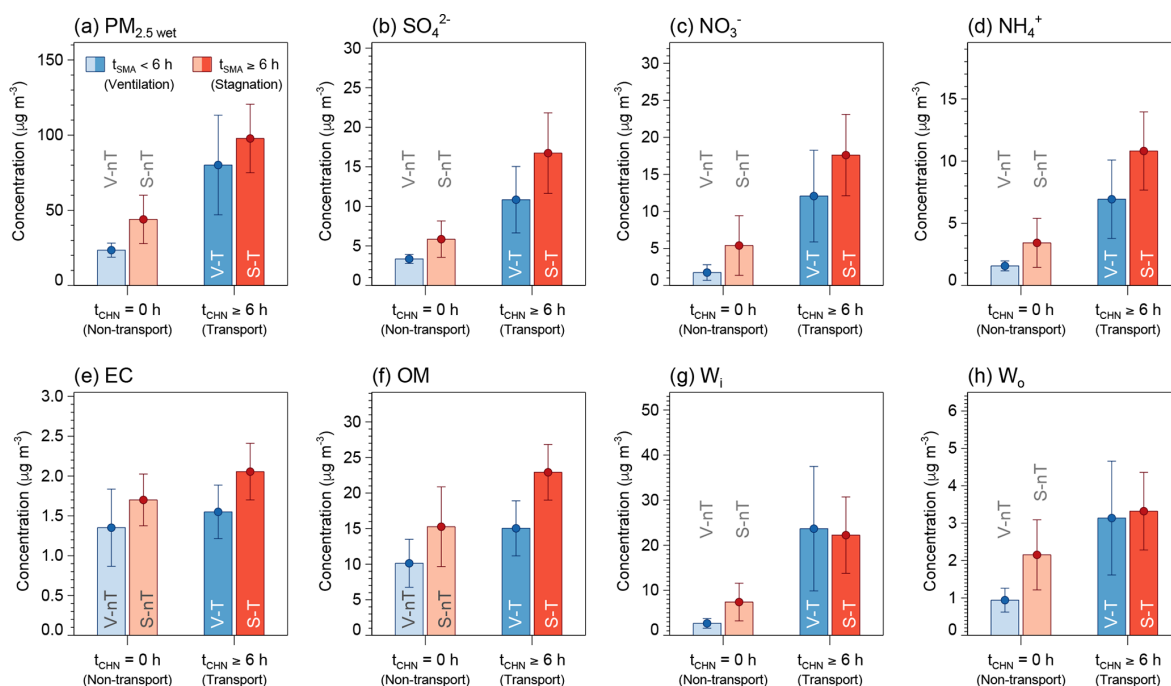 (a) PM2.5 wet
Concentration (μg m-3)
150
100
50
0
tSMA < 6 h
(Ventilation)
tSMA ≥ 6 h
(Stagnation)
V-nT
S-nT
V-T
S-T
tCHN = 0 h
(Non-transport)
tCHN ≥ 6 h
(Transport)
(b) SO42-
Concentration (μg m-3)
30
25
20
15
10
5
0
V-nT
S-nT
V-T
S-T
tCHN = 0 h
(Non-transport)
tCHN ≥ 6 h
(Transport)
(c) NO3-
Concentration (μg m-3)
30
25
20
15
10
5
0
V-nT
S-nT
V-T
S-T
tCHN = 0 h
(Non-transport)
tCHN ≥ 6 h
(Transport)
(d) NH4+
Concentration (μg m-3)
15
10
5
0
V-nT
S-nT
V-T
S-T
tCHN = 0 h
(Non-transport)
tCHN ≥ 6 h
(Transport)
(e) EC
Concentration (μg m-3)
3.0
2.5
2.0
1.5
1.0
0.5
0.0
V-nT
S-nT
V-T
S-T
tCHN = 0 h
(Non-transport)
tCHN ≥ 6 h
(Transport)
(f) OM
Concentration (μg m-3)
30
25
20
15
10
5
0
V-nT
S-nT
V-T
S-T
tCHN = 0 h
(Non-transport)
tCHN ≥ 6 h
(Transport)
(g) Wi
Concentration (μg m-3)
50
40
30
20
10
0
V-nT
S-nT
V-T
S-T
tCHN = 0 h
(Non-transport)
tCHN ≥ 6 h
(Transport)
(h) Wo
Concentration (μg m-3)
6
5
4
3
2
1
0
V-nT
S-nT
V-T
S-T
tCHN = 0 h
(Non-transport)
tCHN ≥ 6 h
(Transport)